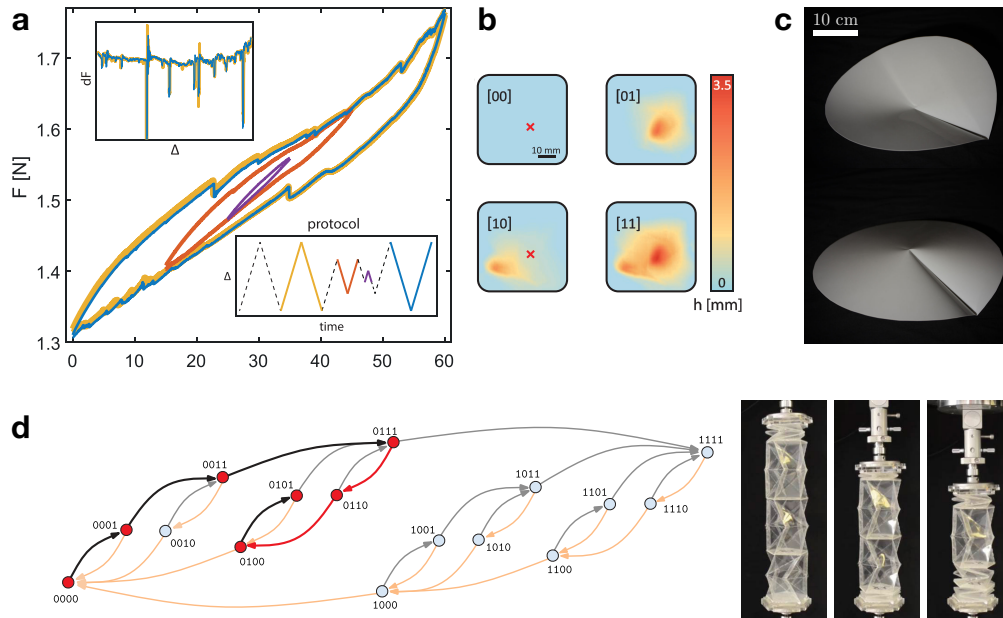 a
b
c
1.7
1.6
1.5
1.4
1.3
F [N]
dF
Δ
protocol
Δ
time
0
10
20
30
40
50
60
[00]
10 mm
[01]
[10]
[11]
3.5
0
h [mm]
10 cm
d
0111
1111
0011
1011
0101
1101
0110
1110
0001
0010
1001
1010
0100
1100
0000
1000